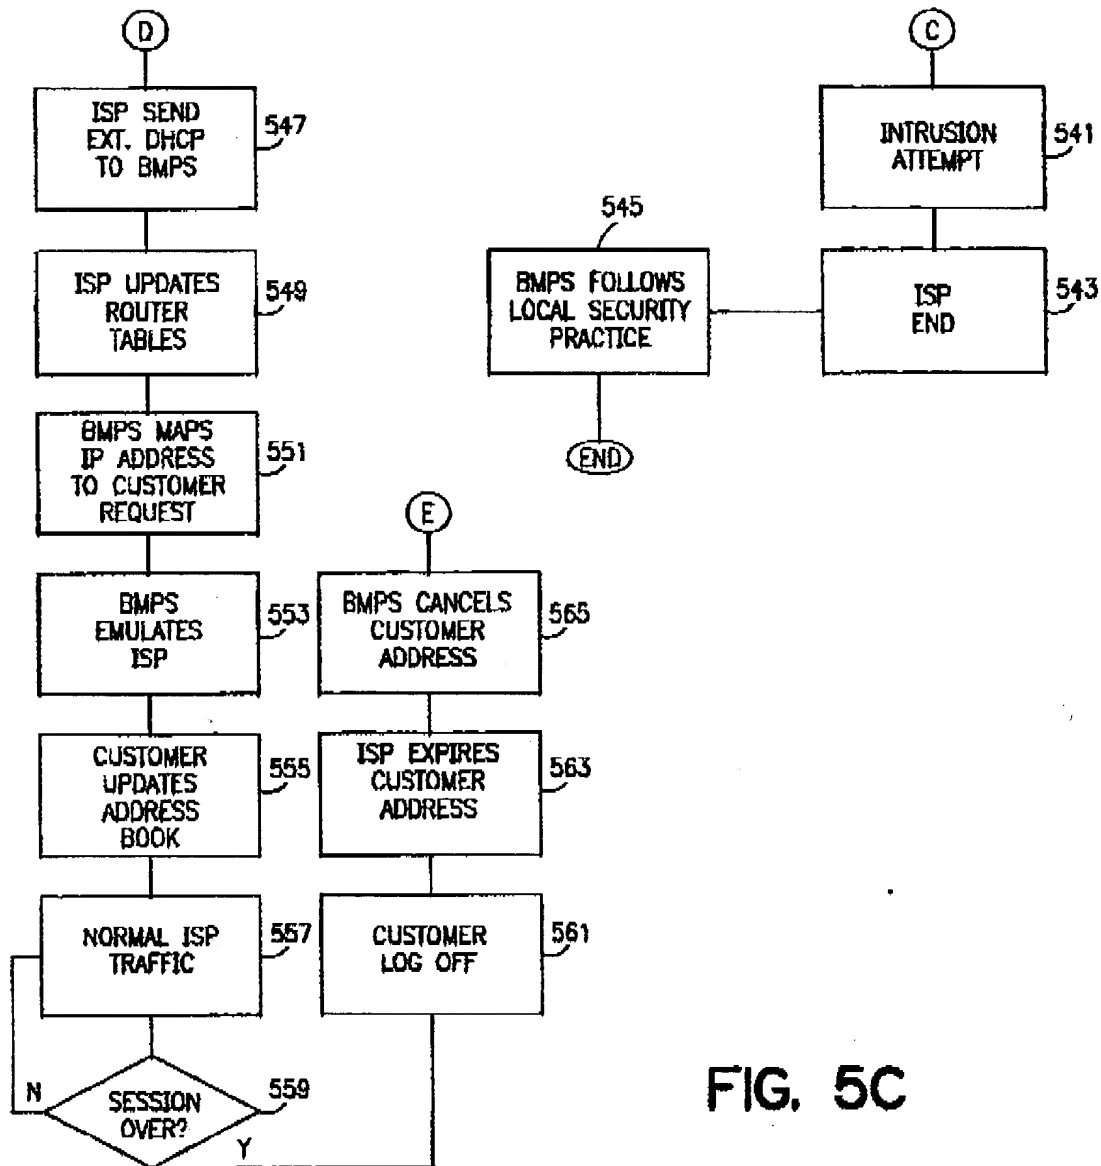 D
ISP SEND
EXT. DHCP
TO BMPS
547
ISP UPDATES
ROUTER
TABLES
549
BMPS MAPS
IP ADDRESS
TO CUSTOMER
REQUEST
551
BMPS
EMULATES
ISP
553
CUSTOMER
UPDATES
ADDRESS
BOOK
555
NORMAL ISP
TRAFFIC
557
SESSION
OVER?
559
N
Y
C
INTRUSION
ATTEMPT
541
ISP
END
543
545
BMPS FOLLOWS
LOCAL SECURITY
PRACTICE
END
E
BMPS CANCELS
CUSTOMER
ADDRESS
565
ISP EXPIRES
CUSTOMER
ADDRESS
563
CUSTOMER
LOG OFF
561
FIG. 5C